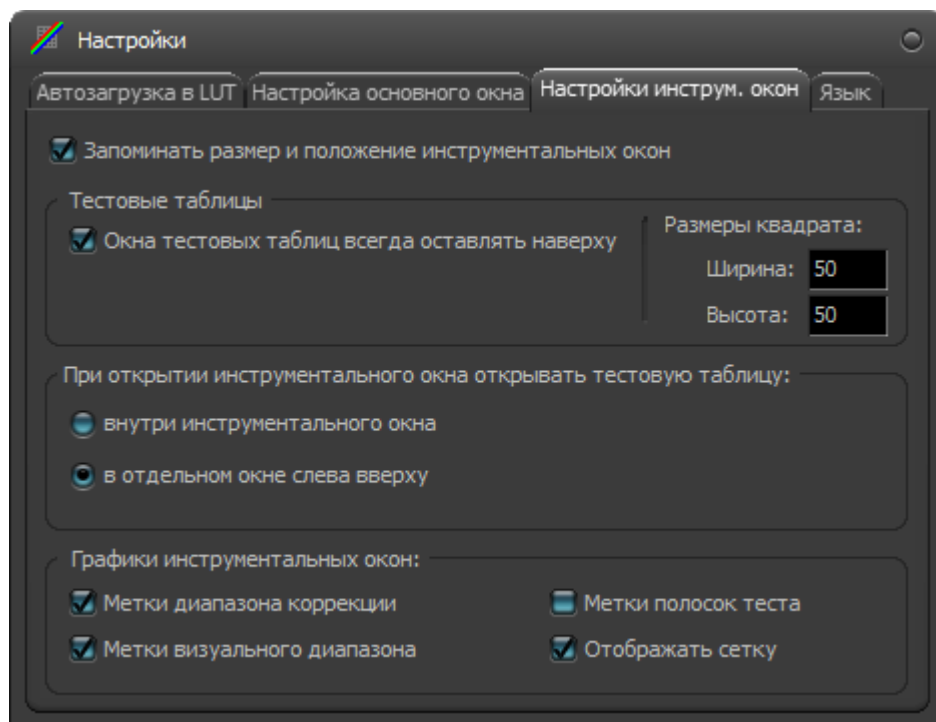 Настройки
Автозагрузка в LUT Настройка основного окна Настройки инструм. окон Язык
Запоминать размер и положение инструментальных окон
Тестовые таблицы
Окна тестовых таблиц всегда оставлять наверху
Размеры квадрата:
Ширина: 50
Высота: 50
При открытии инструментального окна открывать тестовую таблицу:
внутри инструментального окна
в отдельном окне слева вверху
Графики инструментальных окон:
Метки диапазона коррекции Метки полосок теста
Метки визуального диапазона Отображать сетку